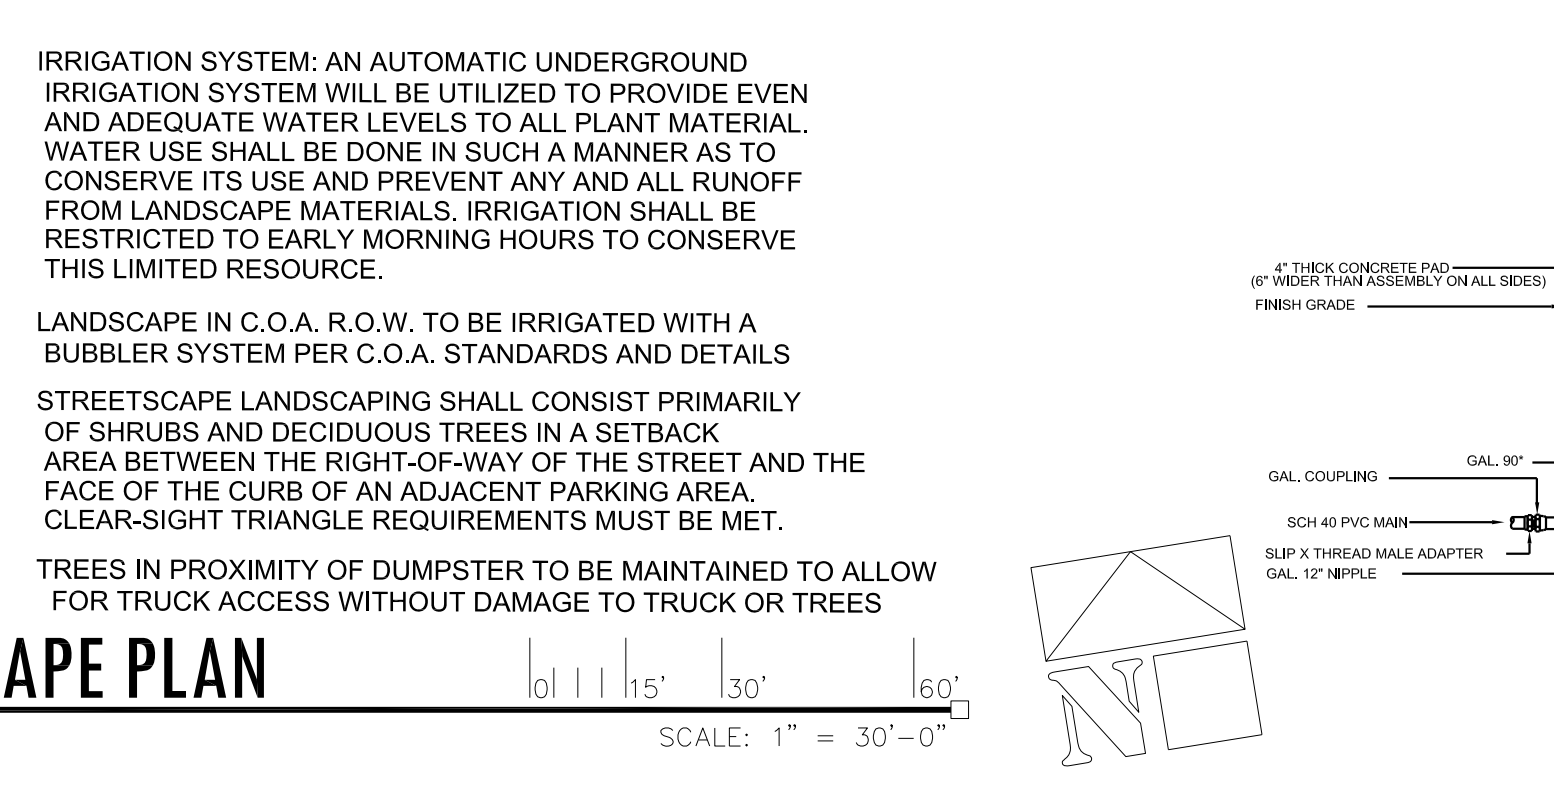 IRRIGATION SYSTEM: AN AUTOMATIC UNDERGROUND
IRRIGATION SYSTEM WILL BE UTILIZED TO PROVIDE EVEN
AND ADEQUATE WATER LEVELS TO ALL PLANT MATERIAL.
WATER USE SHALL BE DONE IN SUCH A MANNER AS TO
CONSERVE ITS USE AND PREVENT ANY AND ALL RUNOFF
FROM LANDSCAPE MATERIALS. IRRIGATION SHALL BE
RESTRICTED TO EARLY MORNING HOURS TO CONSERVE
THIS LIMITED RESOURCE.
LANDSCAPE IN C.O.A. R.O.W. TO BE IRRIGATED WITH A
BUBBLER SYSTEM PER C.O.A. STANDARDS AND DETAILS
STREETSCAPE LANDSCAPING SHALL CONSIST PRIMARILY
OF SHRUBS AND DECIDUOUS TREES IN A SETBACK
AREA BETWEEN THE RIGHT-OF-WAY OF THE STREET AND THE
FACE OF THE CURB OF AN ADJACENT PARKING AREA.
CLEAR-SIGHT TRIANGLE REQUIREMENTS MUST BE MET.
TREES IN PROXIMITY OF DUMPSTER TO BE MAINTAINED TO ALLOW
FOR TRUCK ACCESS WITHOUT DAMAGE TO TRUCK OR TREES
APE PLAN
0 15' 30' 60'
SCALE: 1" = 30'-0"
N
4" THICK CONCRETE PAD
(6" WIDER THAN ASSEMBLY ON ALL SIDES)
FINISH GRADE
GAL. 90*
GAL. COUPLING
SCH 40 PVC MAIN
SLIP X THREAD MALE ADAPTER
GAL. 12" NIPPLE